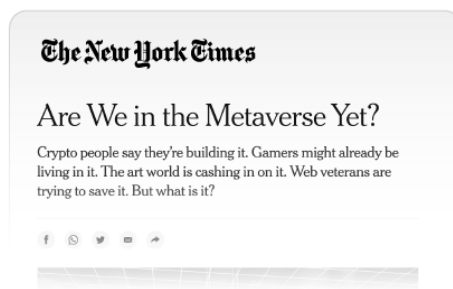 The New York Times
Are We in the Metaverse Yet?
Crypto people say they're building it. Gamers might already be
living in it. The art world is cashing in on it. Web veterans are
trying to save it. But what is it?